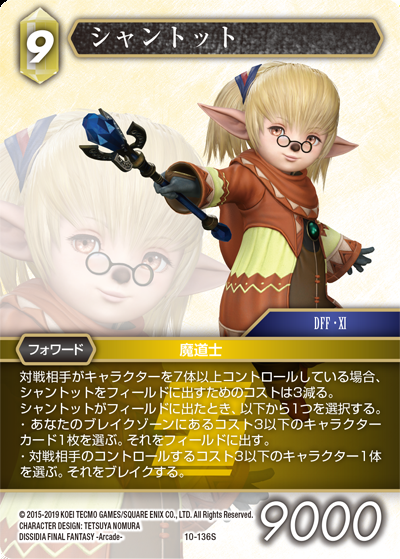 9
シャントット
DFF・XI
フォワード
魔道士
対戦相手がキャラクターを7体以上コントロールしている場合、
シャントットをフィールドに出すためのコストは3減る。
シャントットがフィールドに出たとき、以下から1つを選択する。
・あなたのブレイクゾーンにあるコスト3以下のキャラクター
カード1枚を選ぶ。それをフィールドに出す。
・対戦相手のコントロールするコスト3以下のキャラクター1体
を選ぶ。それをブレイクする。
© 2015-2019 KOEI TECMO GAMES/SQUARE ENIX CO., LTD. All Rights Reserved.
CHARACTER DESIGN: TETSUYA NOMURA
DISSIDIA FINAL FANTASY -Arcade-
10-136S
9000